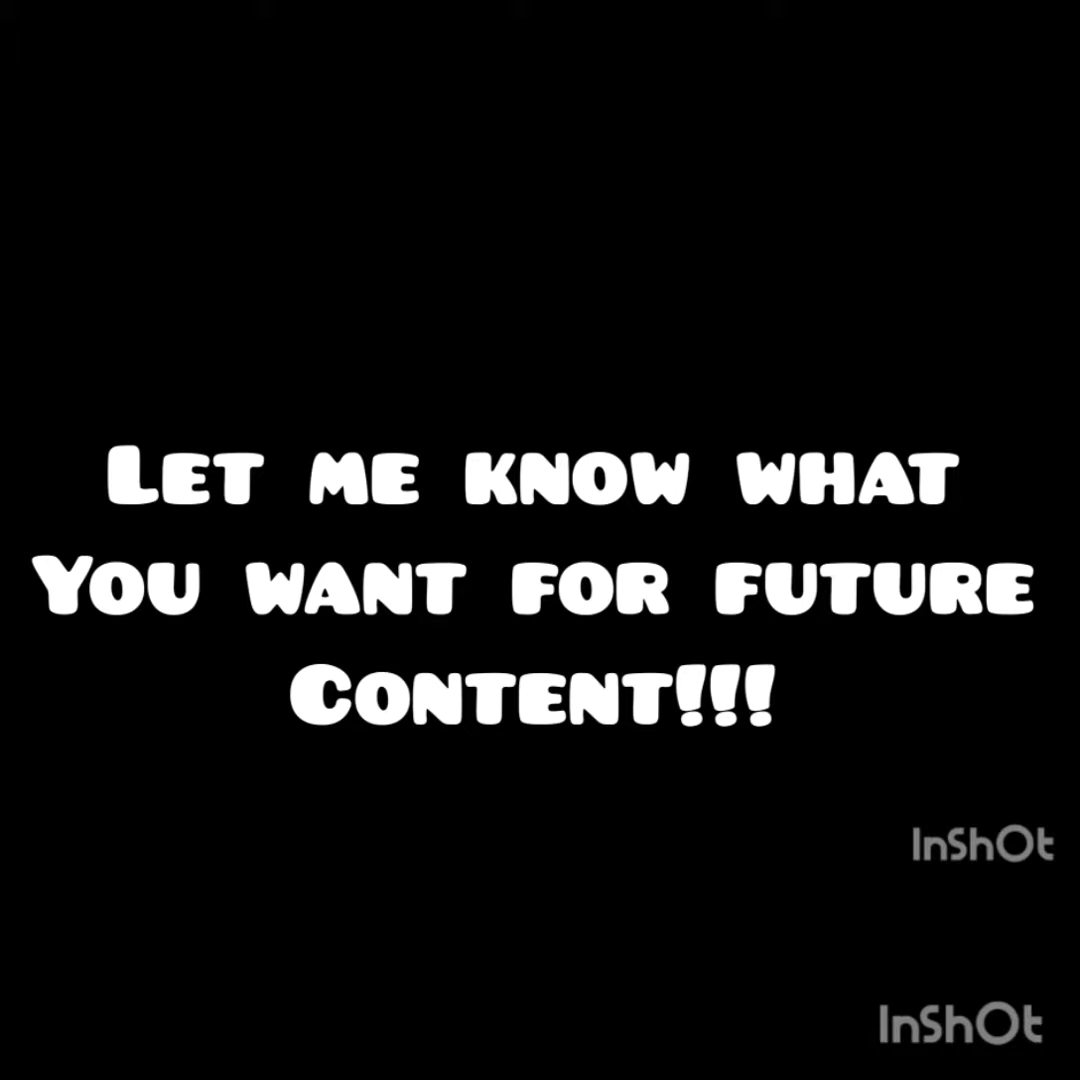 Let me know what
You want for future
Content!!!
InShOt
InShOt